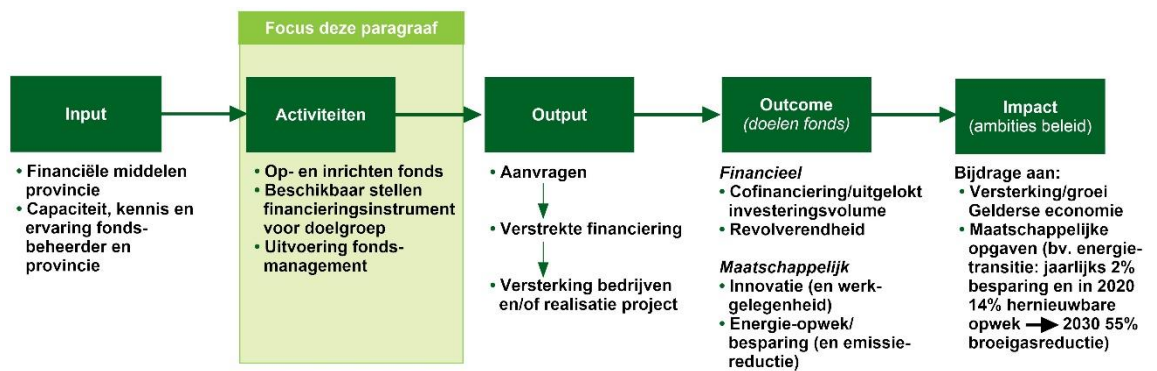 Focus deze paragraaf
Input
• Financiële middelen
provincie
• Capaciteit, kennis en
ervaring fonds-
beheerder en
provincie
Activiteiten
• Op- en inrichten fonds
• Beschikbaar stellen
financieringsinstrument
voor doelgroep
• Uitvoering fonds-
management
Output
• Aanvragen
• Verstrekte financiering
• Versterking bedrijven
en/of realisatie project
Outcome
(doelen fonds)
Financieel
• Cofinanciering/uitgelokt
investeringsvolume
• Revolverendheid
Maatschappelijk
• Innovatie (en werk-
gelegenheid)
• Energie-opwek/
besparing (en emissie-
reductie)
Impact
(ambities beleid)
Bijdrage aan:
• Versterking/groei
Gelderse economie
• Maatschappelijke
opgaven (bv. energie-
transitie: jaarlijks 2%
besparing en in 2020
14% hernieuwbare
opwek → 2030 55%
broeigasreductie)